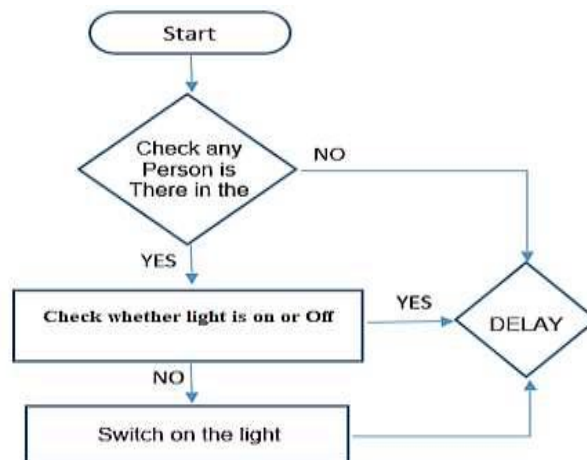 Start
Check any
Person is
There in the
NO
YES
Check whether light is on or Off
YES
DELAY
NO
Switch on the light